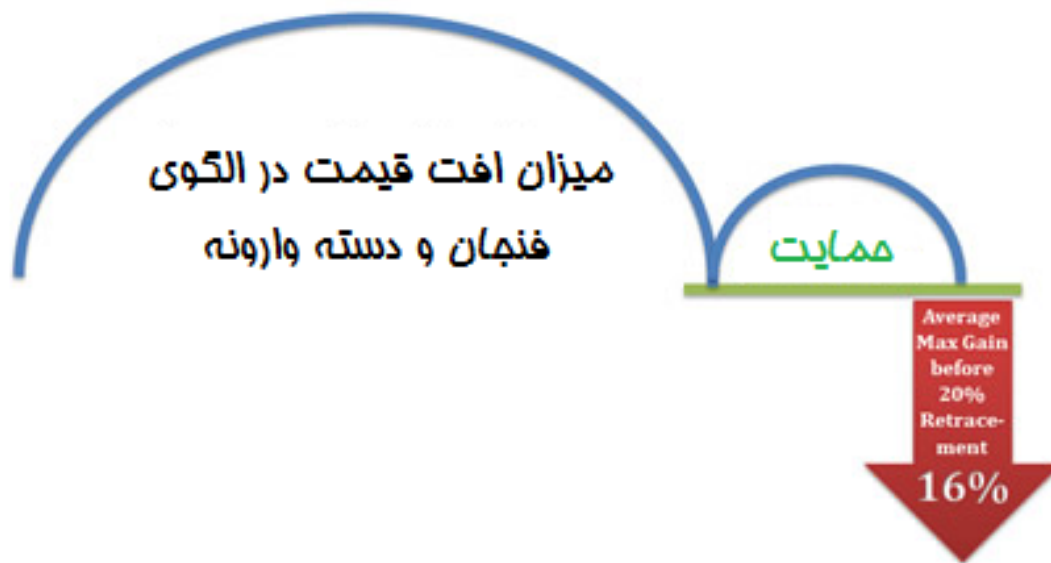 میزان افت قیمت در الگوی
فنجان و دسته وارونه
حمایت
Average
Max Gain
before
20%
Retrace-
ment
16%